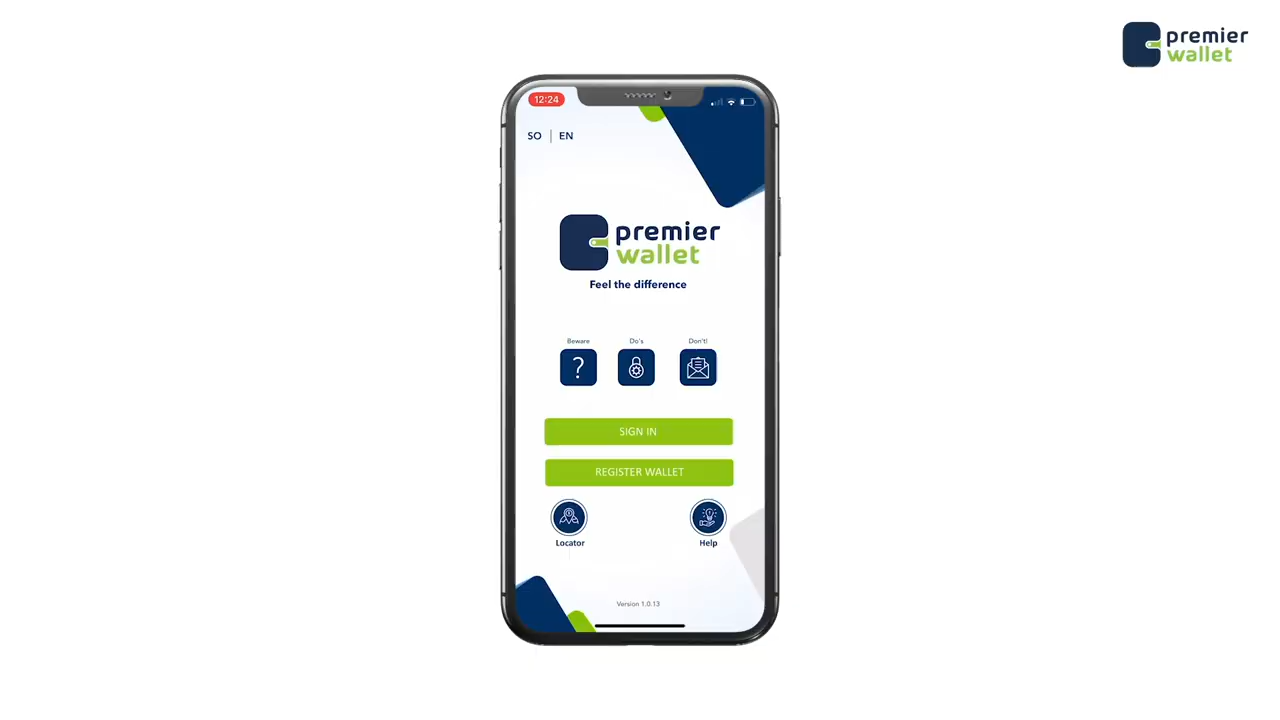 premier
wallet
12:24
SO | EN
premier
wallet
Feel the difference
Beware
Do's
Don't!
?
SIGN IN
REGISTER WALLET
Locator
Help
Version 1.0.13